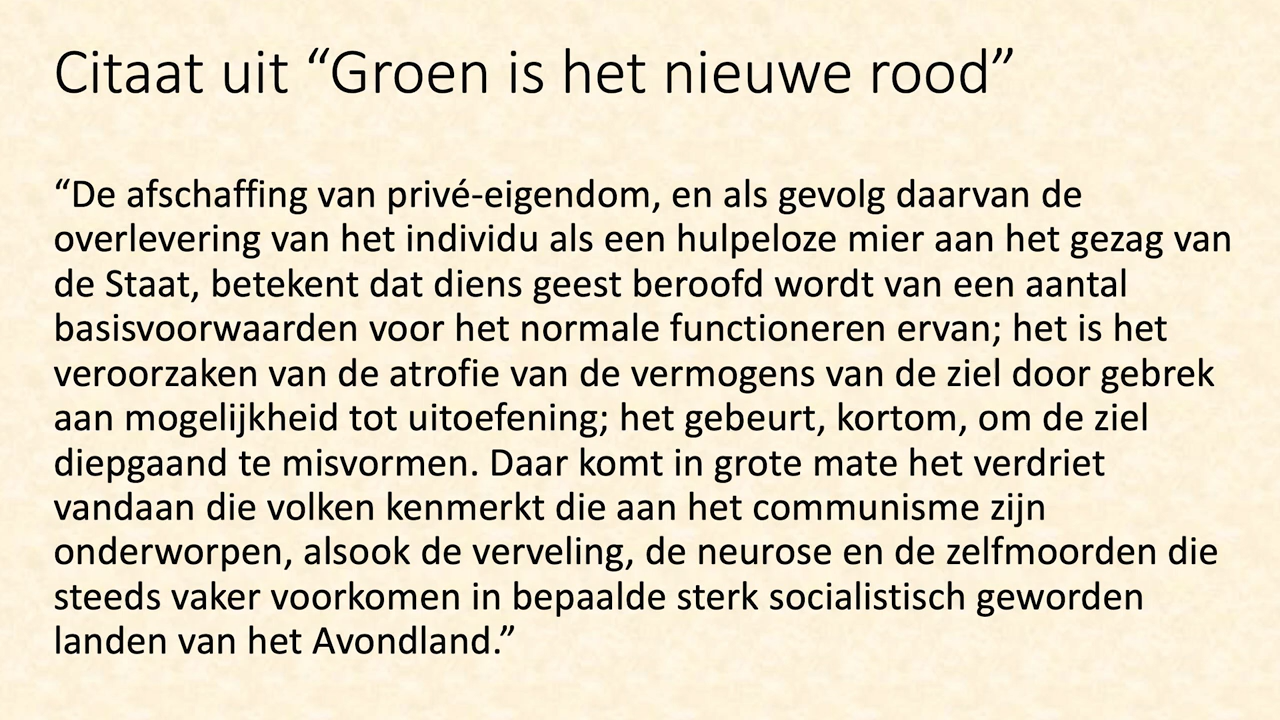 Citaat uit “Groen is het nieuwe rood”
“De afschaffing van privé-eigendom, en als gevolg daarvan de
overlevering van het individu als een hulpeloze mier aan het gezag van
de Staat, betekent dat diens geest beroofd wordt van een aantal
basisvoorwaarden voor het normale functioneren ervan; het is het
veroorzaken van de atrofie van de vermogens van de ziel door gebrek
aan mogelijkheid tot uitoefening; het gebeurt, kortom, om de ziel
diepgaand te misvormen. Daar komt in grote mate het verdriet
vandaan die volken kenmerkt die aan het communisme zijn
onderworpen, alsook de verveling, de neurose en de zelfmoorden die
steeds vaker voorkomen in bepaalde sterk socialistisch geworden
landen van het Avondland.”